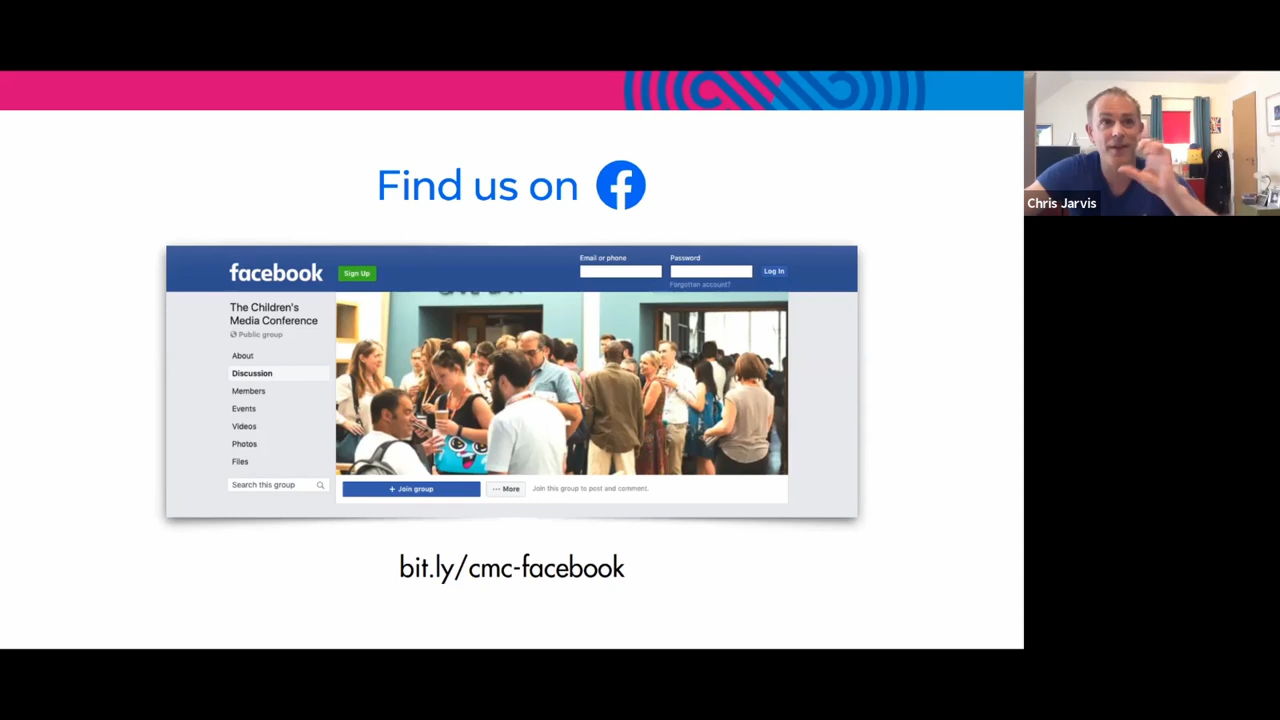 Find us on
facebook
Sign Up
Email or phone
Password
Log In
Forgotten account?
The Children's
Media Conference
Public group
About
Discussion
Members
Events
Videos
Photos
Files
Search this group
+ Join group
··· More
Join this group to post and comment.
bit.ly/cmc-facebook
Chris Jarvis